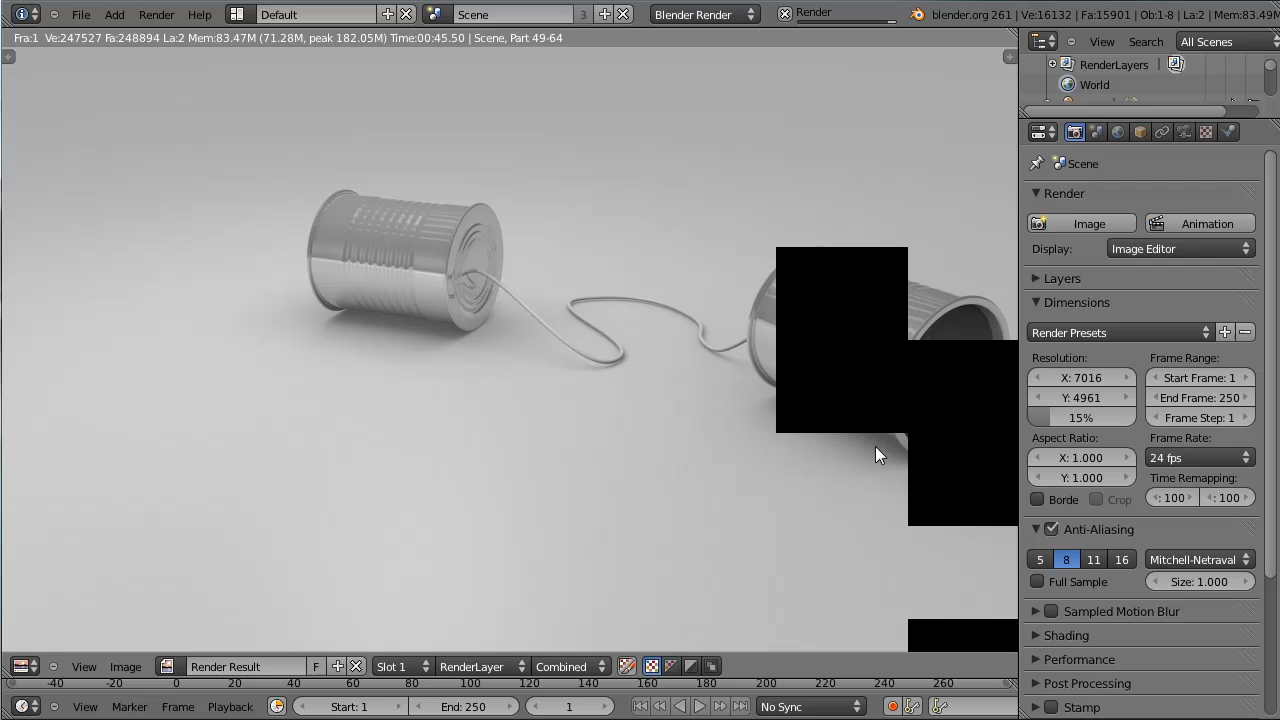 File Add Render Help Default Scene 3 Blender Render Render blender.org 261 | Ve:16132 | Fa:15901 | Ob:1-8 | La:2 | Mem:83.49M
Fra:1 Ve:247527 Fa:248894 La:2 Mem:83.47M (71.28M, peak 182.05M) Time:00:45.50 | Scene, Part 49-64
View Search All Scenes
RenderLayers |
World
Scene
Render
Image Animation
Display: Image Editor
Layers
Dimensions
Render Presets
Resolution: Frame Range:
X: 7016 Start Frame: 1
Y: 4961 End Frame: 250
15% Frame Step: 1
Aspect Ratio: Frame Rate:
X: 1.000 24 fps
Y: 1.000 Time Remapping:
Borde Crop : 100 : 100
Anti-Aliasing
5 8 11 16 Mitchell-Netraval
Full Sample Size: 1.000
Sampled Motion Blur
Shading
Performance
Post Processing
Stamp
View Image Render Result F Slot 1 RenderLayer Combined
-40 -20 0 20 40 60 80 100 120 140 160 180 200 220 240 260
View Marker Frame Playback Start: 1 End: 250 1 No Sync